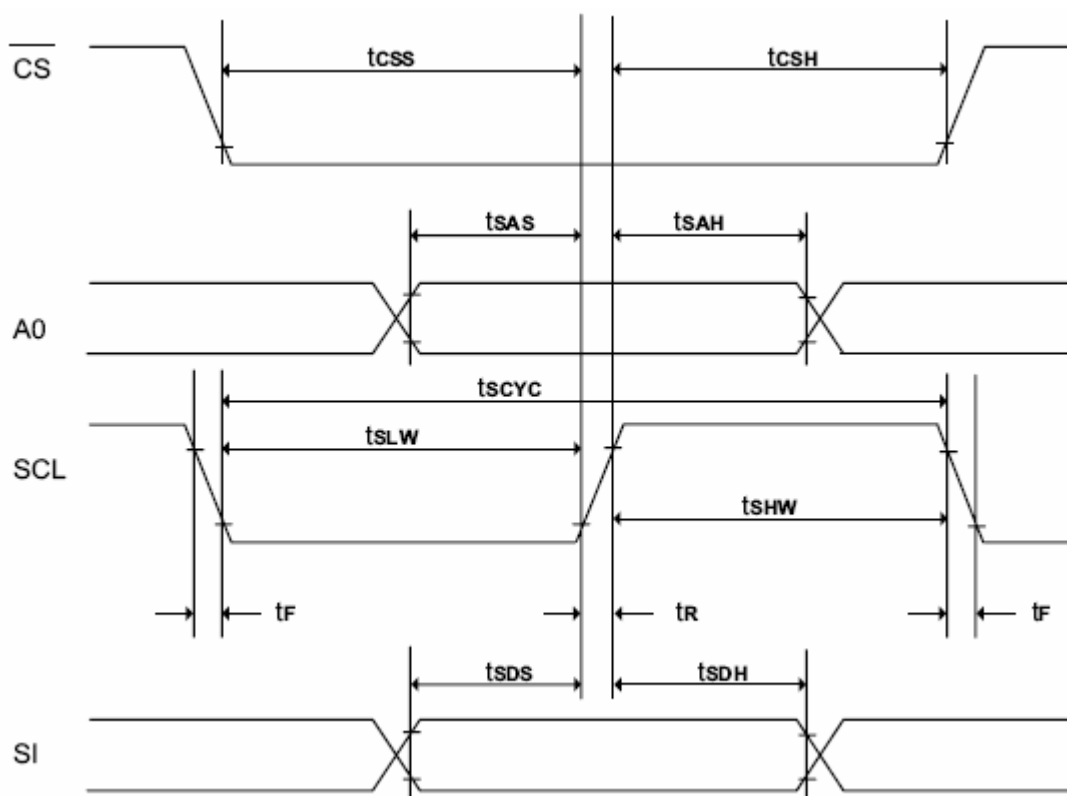 CS
tCSS
tCSH
tSAS
tSAH
A0
tSCYC
tSLW
SCL
tSHW
tF
tR
tF
tSDS
tSDH
SI